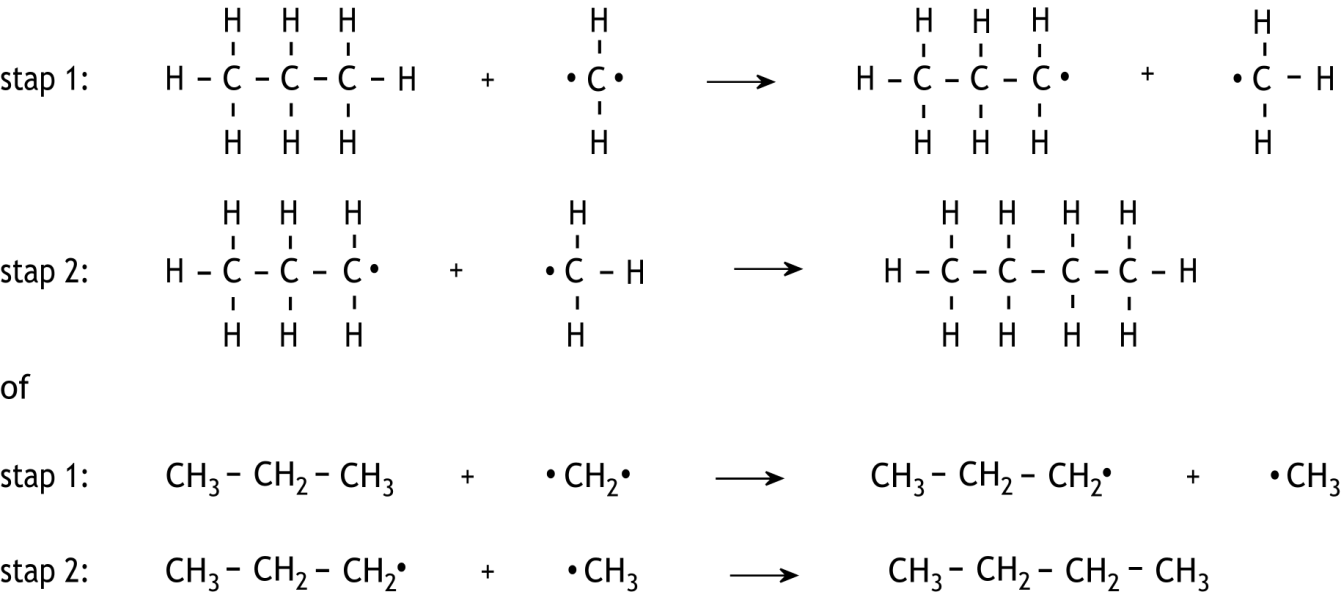 H H H H H H H H
stap 1: H – C – C – C – H + • C • ⟶ H – C – C – C • + • C – H
H H H H H H H H
H H H H H H H H
stap 2: H – C – C – C • + • C – H ⟶ H – C – C – C – C – H
H H H H H H H H
of
stap 1: CH₃ – CH₂ – CH₃ + • CH₂ • ⟶ CH₃ – CH₂ – CH₂ • + • CH₃
stap 2: CH₃ – CH₂ – CH₂ • + • CH₃ ⟶ CH₃ – CH₂ – CH₂ – CH₃